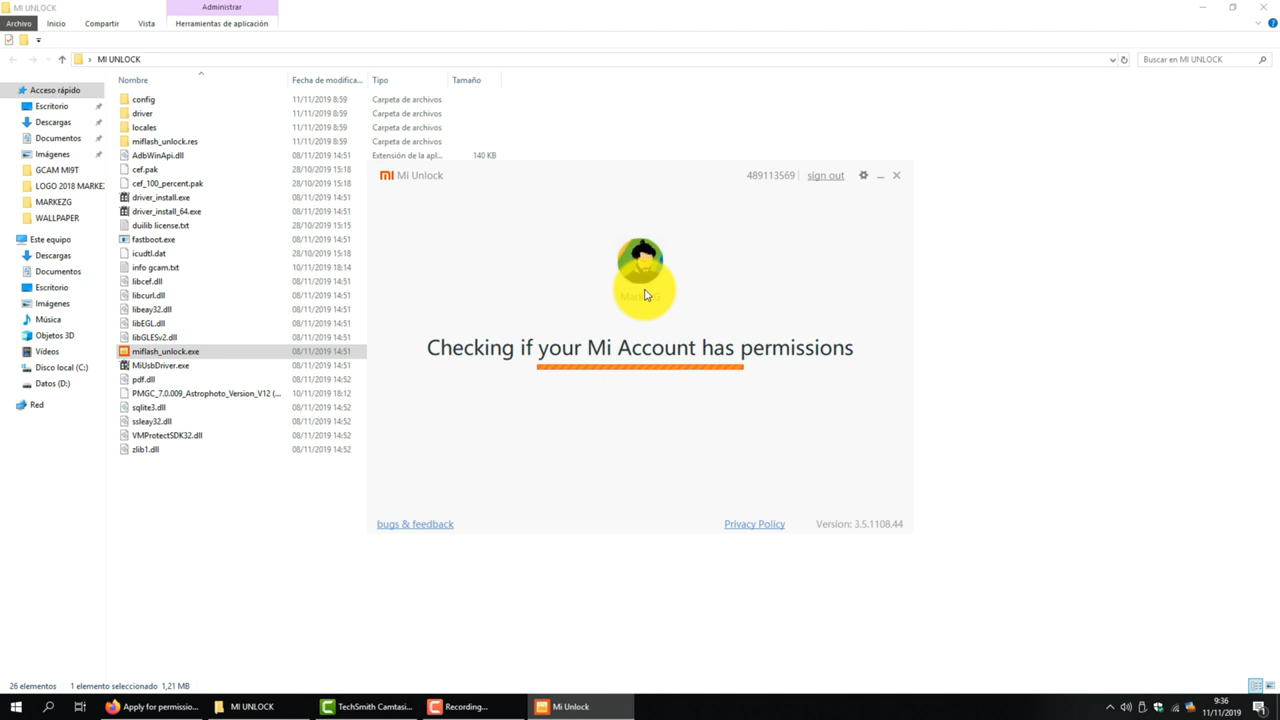 MI UNLOCK
Administrar
Archivo
Inicio
Compartir
Vista
Herramientas de aplicación
MI UNLOCK
Buscar en MI UNLOCK
Nombre
Fecha de modifica...
Tipo
Tamaño
Acceso rápido
Escritorio
Descargas
Documentos
Imágenes
GCAM MI9T
LOGO 2018 MARKEZ
MARKEZG
WALLPAPER
Este equipo
Descargas
Documentos
Escritorio
Imágenes
Música
Objetos 3D
Vídeos
Disco local (C:)
Datos (D:)
Red
config 11/11/2019 8:59 Carpeta de archivos
driver 11/11/2019 8:59 Carpeta de archivos
locales 11/11/2019 8:59 Carpeta de archivos
miflash_unlock.res 11/11/2019 8:59 Carpeta de archivos
AdbWinApi.dll 08/11/2019 14:51 Extensión de la apl... 140 KB
cef.pak 28/10/2019 15:18
cef_100_percent.pak 28/10/2019 15:18
driver_install.exe 08/11/2019 14:51
driver_install_64.exe 08/11/2019 14:51
duilib license.txt 28/10/2019 15:15
fastboot.exe 08/11/2019 14:51
icudtl.dat 28/10/2019 15:18
info gcam.txt 10/11/2019 18:14
libcef.dll 08/11/2019 14:51
libcurl.dll 08/11/2019 14:51
libeay32.dll 08/11/2019 14:51
libEGL.dll 08/11/2019 14:51
libGLESv2.dll 08/11/2019 14:51
miflash_unlock.exe 08/11/2019 14:51
MiUsbDriver.exe 08/11/2019 14:51
pdf.dll 08/11/2019 14:52
PMGC_7.0.009_Astrophoto_Version_V12 (... 10/11/2019 18:12
sqlite3.dll 08/11/2019 14:52
ssleay32.dll 08/11/2019 14:52
VMProtectSDK32.dll 08/11/2019 14:52
zlib1.dll 08/11/2019 14:52
Mi Unlock
489113569
sign out
Checking if your Mi Account has permissions
bugs & feedback
Privacy Policy
Version: 3.5.1108.44
26 elementos
1 elemento seleccionado 1,21 MB
Apply for permissio...
MI UNLOCK
TechSmith Camtasi...
Recording...
Mi Unlock
9:36
11/11/2019